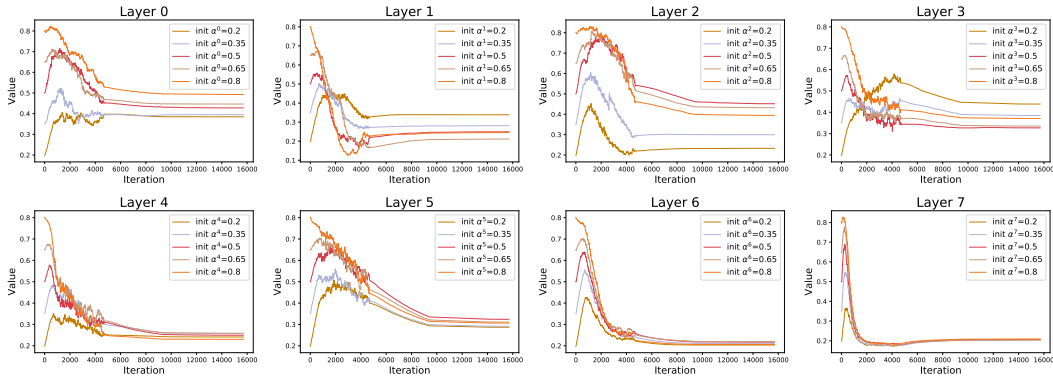 Layer 0
Value
0.8
0.7
0.6
0.5
0.4
0.3
0.2
0 2000 4000 6000 8000 10000 12000 14000 16000
Iteration
init α⁰=0.2
init α⁰=0.35
init α⁰=0.5
init α⁰=0.65
init α⁰=0.8
Layer 1
Value
0.8
0.7
0.6
0.5
0.4
0.3
0.2
0.1
0 2000 4000 6000 8000 10000 12000 14000 16000
Iteration
init α¹=0.2
init α¹=0.35
init α¹=0.5
init α¹=0.65
init α¹=0.8
Layer 2
Value
0.8
0.7
0.6
0.5
0.4
0.3
0.2
0 2000 4000 6000 8000 10000 12000 14000 16000
Iteration
init α²=0.2
init α²=0.35
init α²=0.5
init α²=0.65
init α²=0.8
Layer 3
Value
0.8
0.7
0.6
0.5
0.4
0.3
0.2
0 2000 4000 6000 8000 10000 12000 14000 16000
Iteration
init α³=0.2
init α³=0.35
init α³=0.5
init α³=0.65
init α³=0.8
Layer 4
Value
0.8
0.7
0.6
0.5
0.4
0.3
0.2
0 2000 4000 6000 8000 10000 12000 14000 16000
Iteration
init α⁴=0.2
init α⁴=0.35
init α⁴=0.5
init α⁴=0.65
init α⁴=0.8
Layer 5
Value
0.8
0.7
0.6
0.5
0.4
0.3
0.2
0 2000 4000 6000 8000 10000 12000 14000 16000
Iteration
init α⁵=0.2
init α⁵=0.35
init α⁵=0.5
init α⁵=0.65
init α⁵=0.8
Layer 6
Value
0.8
0.7
0.6
0.5
0.4
0.3
0.2
0 2000 4000 6000 8000 10000 12000 14000 16000
Iteration
init α⁶=0.2
init α⁶=0.35
init α⁶=0.5
init α⁶=0.65
init α⁶=0.8
Layer 7
Value
0.8
0.7
0.6
0.5
0.4
0.3
0.2
0 2000 4000 6000 8000 10000 12000 14000 16000
Iteration
init α⁷=0.2
init α⁷=0.35
init α⁷=0.5
init α⁷=0.65
init α⁷=0.8